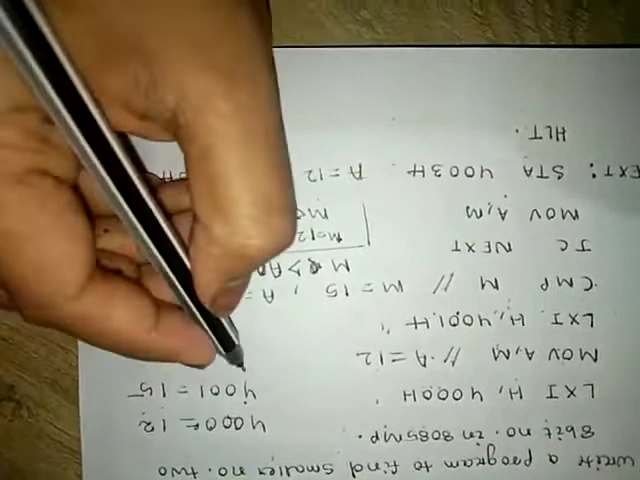 write a program to find smaller no. two
8bit no. in 8085MP.
LXI H, 4000H
4000 = 12
4001 = 15
MOV A,M // A=12
LXI H, 4001H
CMP M // M = 15 , A =
JC NEXT
MOV A,M
EXT: STA 4003H A=12
HLT.